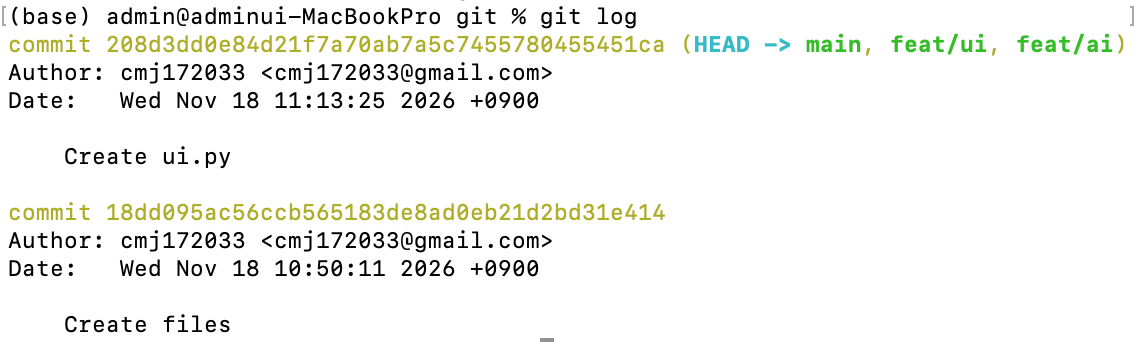 (base) admin@adminui-MacBookPro git % git log
commit 208d3dd0e84d21f7a70ab7a5c7455780455451ca (HEAD -> main, feat/ui, feat/ai)
Author: cmj172033 <cmj172033@gmail.com>
Date:   Wed Nov 18 11:13:25 2026 +0900
    Create ui.py
commit 18dd095ac56ccb565183de8ad0eb21d2bd31e414
Author: cmj172033 <cmj172033@gmail.com>
Date:   Wed Nov 18 10:50:11 2026 +0900
    Create files